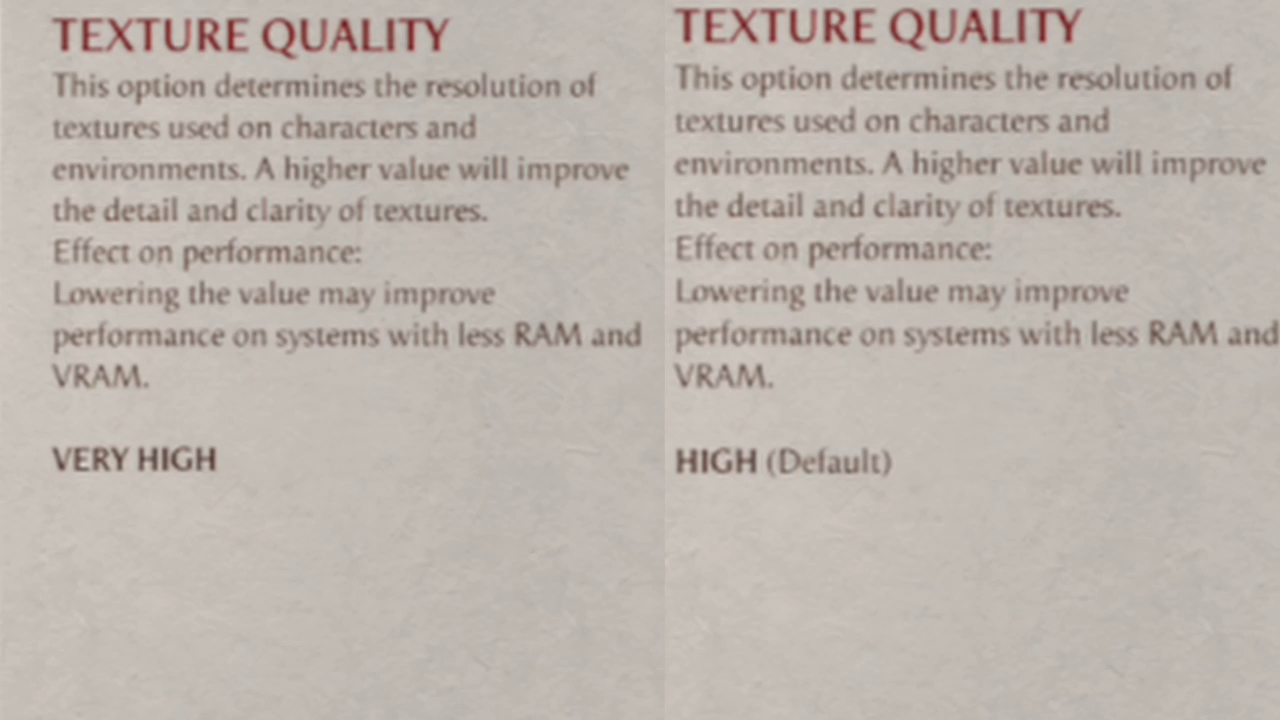 TEXTURE QUALITY
This option determines the resolution of
textures used on characters and
environments. A higher value will improve
the detail and clarity of textures.
Effect on performance:
Lowering the value may improve
performance on systems with less RAM and
VRAM.
VERY HIGH
TEXTURE QUALITY
This option determines the resolution of
textures used on characters and
environments. A higher value will improve
the detail and clarity of textures.
Effect on performance:
Lowering the value may improve
performance on systems with less RAM and
VRAM.
HIGH (Default)